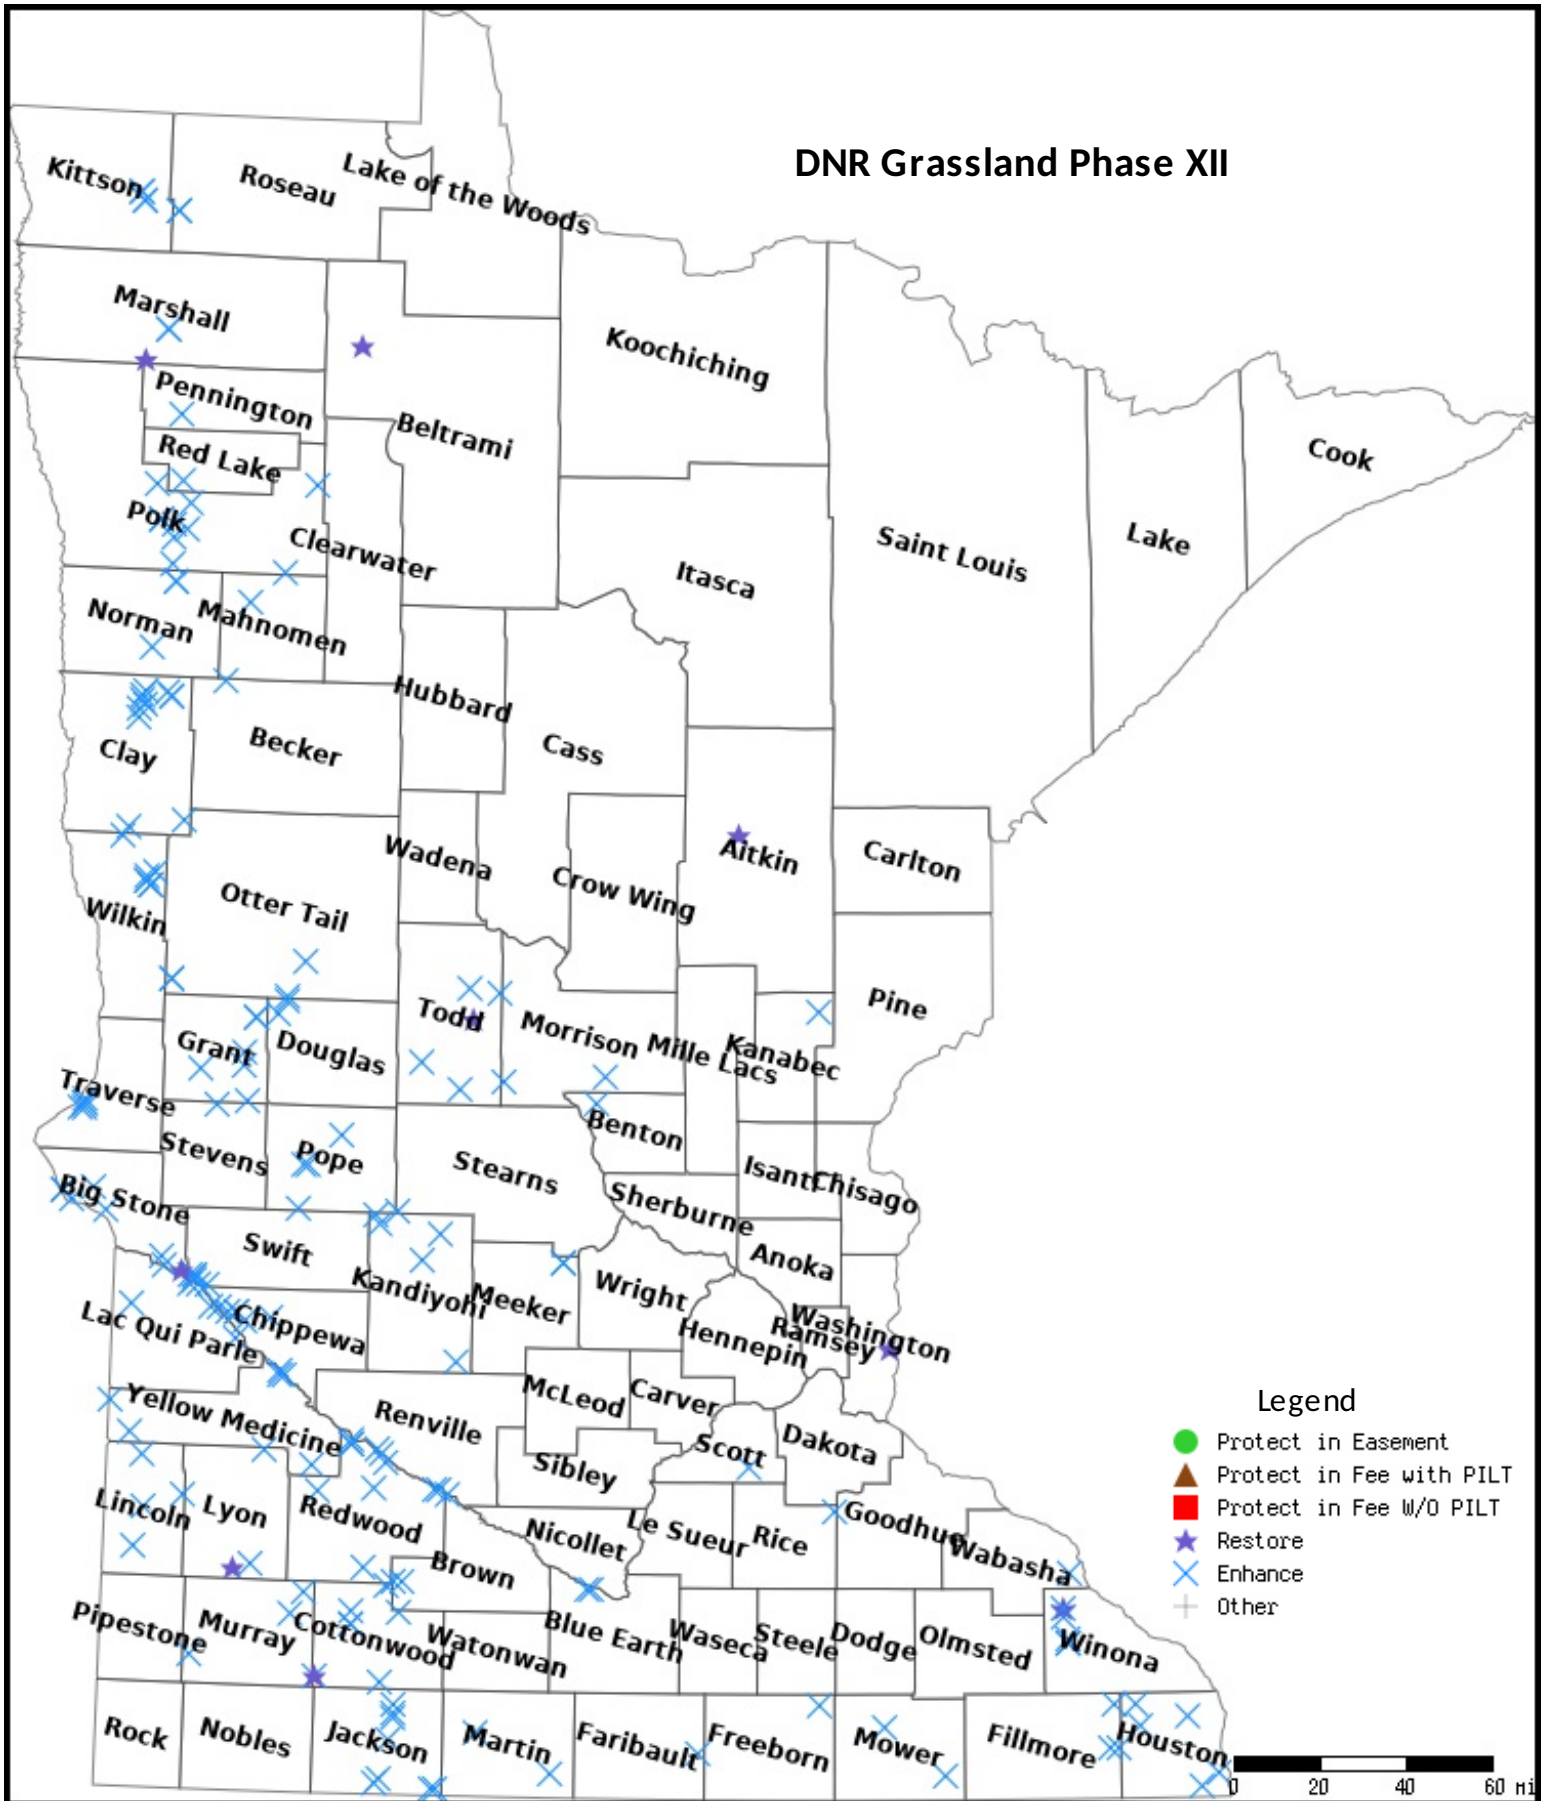 DNR Grassland Phase XII
Kittson
Roseau
Lake of the Woods
Marshall
Koochiching
Pennington
Beltrami
Red Lake
Cook
Polk
Clearwater
Saint Louis
Lake
Itasca
Norman
Mahnomen
Hubbard
Clay
Becker
Cass
Wadena
Aitkin
Carlton
Crow Wing
Otter Tail
Wilkin
Todd
Morrison
Pine
Grant
Douglas
Mille Lacs
Kanabec
Traverse
Stevens
Pope
Stearns
Benton
Isanti
Chisago
Big Stone
Sherburne
Swift
Anoka
Kandiyohi
Meeker
Wright
Lac Qui Parle
Chippewa
Hennepin
Ramsey
Washington
Yellow Medicine
Renville
McLeod
Carver
Scott
Dakota
Sibley
Lincoln
Lyon
Redwood
Nicollet
Le Sueur
Rice
Goodhue
Wabasha
Brown
Pipestone
Murray
Cottonwood
Watonwan
Blue Earth
Waseca
Steele
Dodge
Olmsted
Winona
Rock
Nobles
Jackson
Martin
Faribault
Freeborn
Mower
Fillmore
Houston
Legend
Protect in Easement
Protect in Fee with PILT
Protect in Fee W/O PILT
Restore
Enhance
Other
0 20 40 60 mi